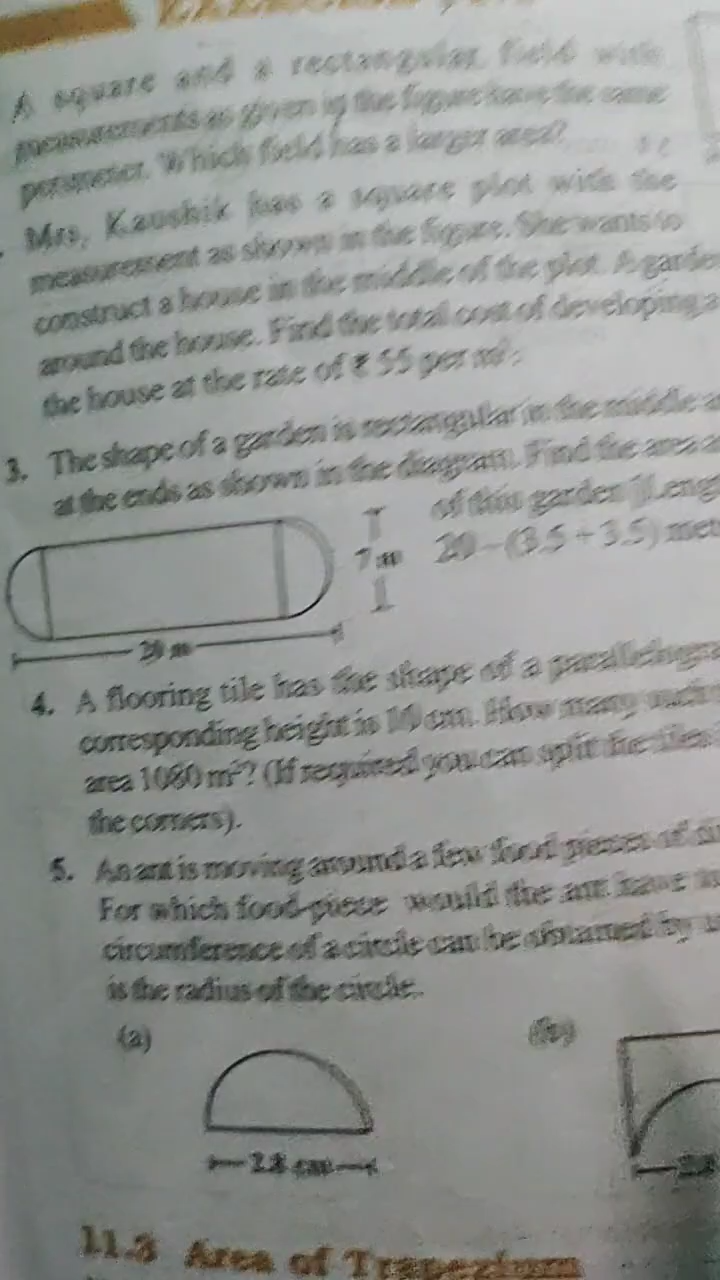 A square and a rectangular field with
measurements as given in the figure have the same
perimeter. Which field has a larger area?
Mrs. Kaushik has a square plot with the
measurement as shown in the figure. She wants to
construct a house in the middle of the plot. A garde
around the house. Find the total cost of developing a
the house at the rate of ₹ 55 per m².
3. The shape of a garden is rectangular in the middle a
at the ends as shown in the diagram. Find the area a
of this garden [Leng
20 – (3.5 + 3.5) met
7 m
20 m
4. A flooring tile has the shape of a parallelogra
corresponding height is 10 cm. How many such
area 1080 m²? (If required you can split the tiles
the corners).
5. An ant is moving around a few food pieces of di
For which food-piece would the ant have
circumference of a circle can be obtained by
is the radius of the circle.
(a)
(b)
2.8 cm
11.3 Area of Trapezium